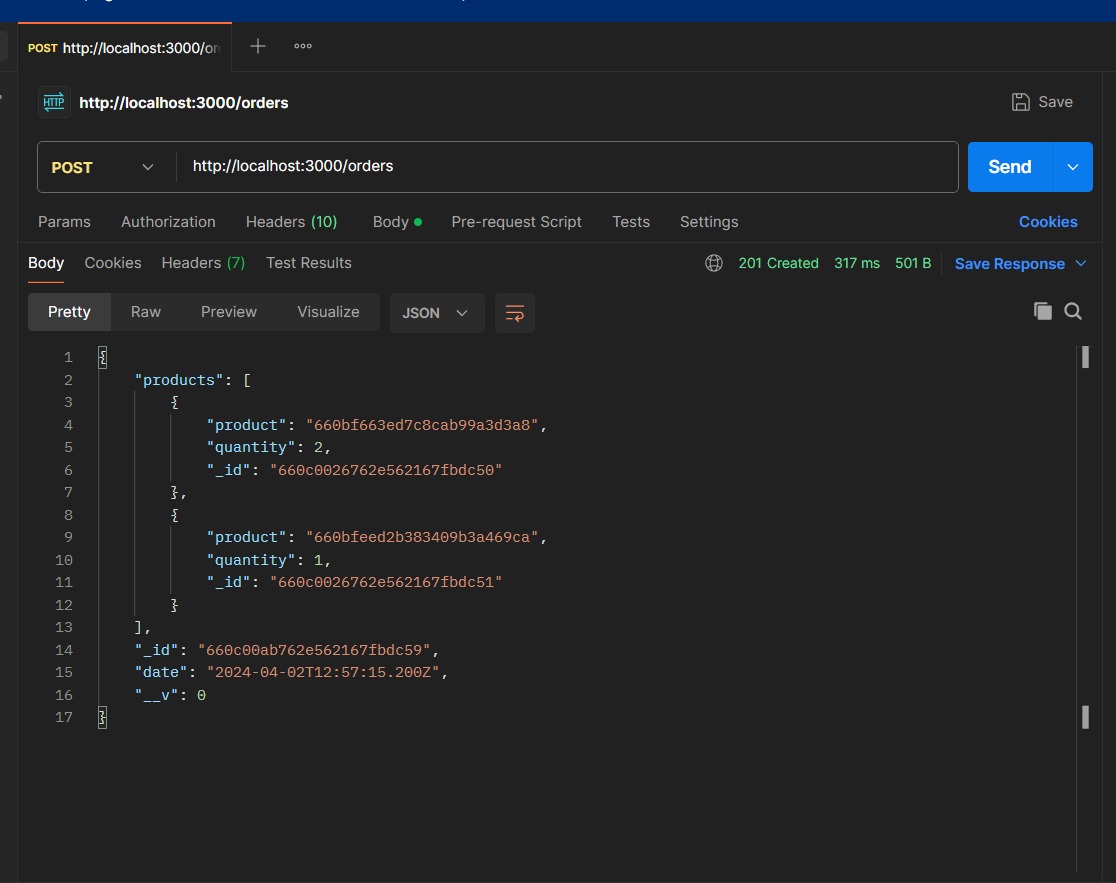 POST http://localhost:3000/or
HTTP http://localhost:3000/orders
Save
POST http://localhost:3000/orders
Send
Params Authorization Headers (10) Body Pre-request Script Tests Settings Cookies
Body Cookies Headers (7) Test Results 201 Created 317 ms 501 B Save Response
Pretty Raw Preview Visualize JSON
1 {
2 "products": [
3 {
4 "product": "660bf663ed7c8cab99a3d3a8",
5 "quantity": 2,
6 "_id": "660c0026762e562167fbdc50"
7 },
8 {
9 "product": "660bfeed2b383409b3a469ca",
10 "quantity": 1,
11 "_id": "660c0026762e562167fbdc51"
12 }
13 ],
14 "_id": "660c00ab762e562167fbdc59",
15 "date": "2024-04-02T12:57:15.200Z",
16 "__v": 0
17 }